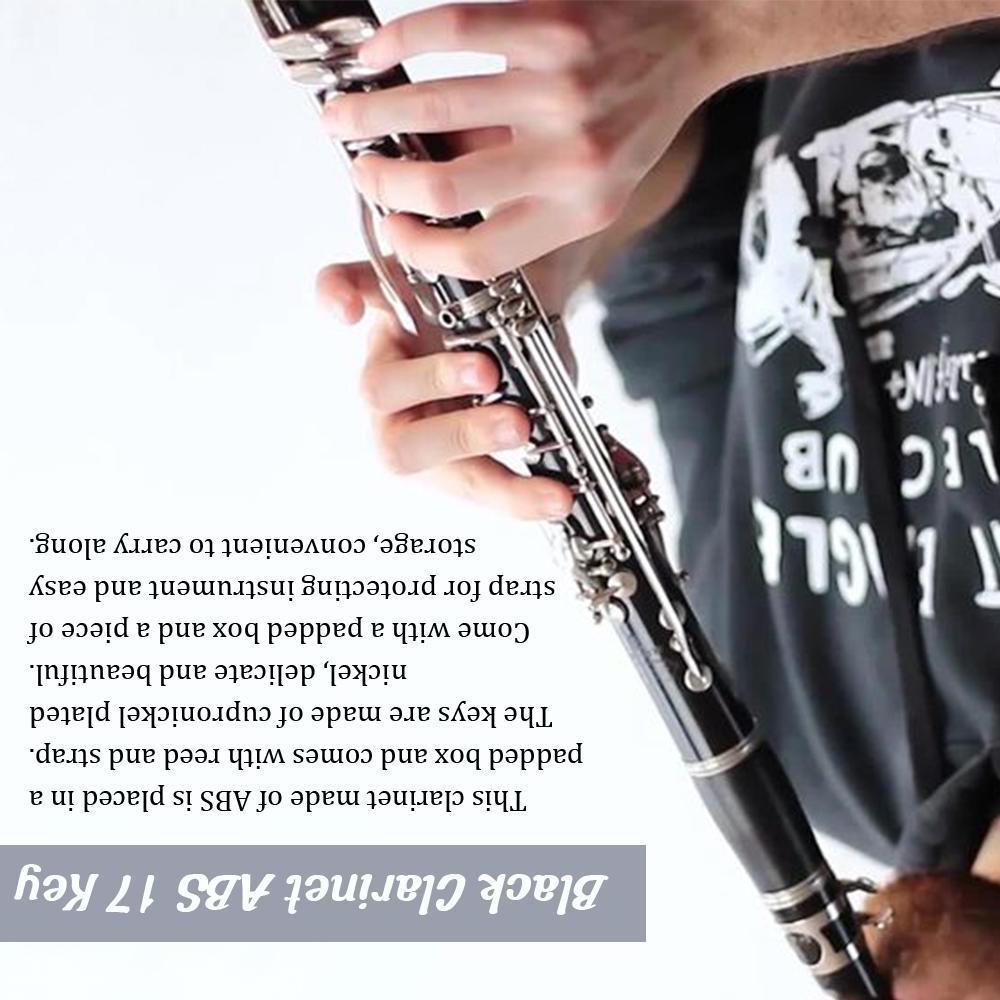 Black Clarinet ABS 17 Key
This clarinet made of ABS is placed in a
padded box and comes with reed and strap.
The keys are made of cupronickel plated
nickel, delicate and beautiful.
Come with a padded box and a piece of
strap for protecting instrument and easy
storage, convenient to carry along.
UB